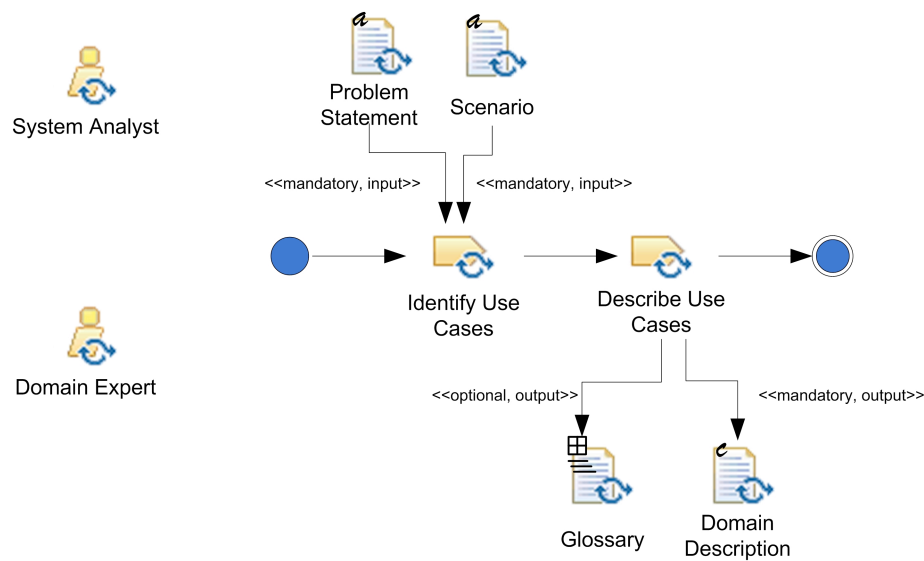 a
a
Problem
Statement
Scenario
System Analyst
<<mandatory, input>>
<<mandatory, input>>
Identify Use
Cases
Describe Use
Cases
Domain Expert
<<optional, output>>
<<mandatory, output>>
c
Glossary
Domain
Description